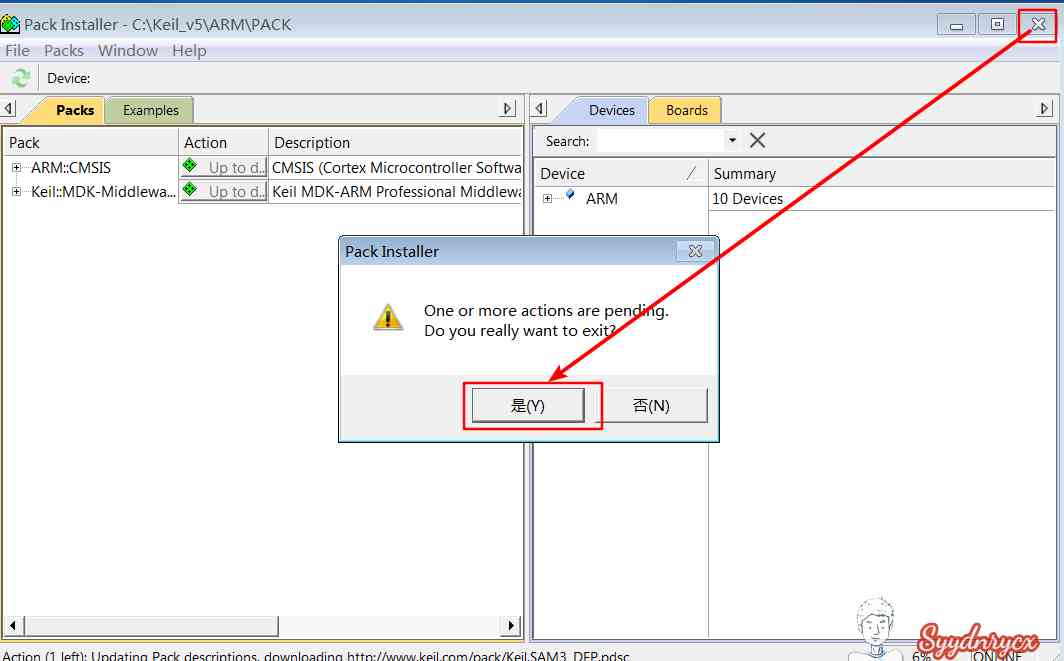 Pack Installer - C:\Keil_v5\ARM\PACK
File Packs Window Help
Device:
Packs Examples
Devices Boards
Search:
Pack Action Description
ARM::CMSIS Up to d... CMSIS (Cortex Microcontroller Softwa
Keil::MDK-Middlewa... Up to d... Keil MDK-ARM Professional Middlewa
Device Summary
ARM 10 Devices
Pack Installer
One or more actions are pending.
Do you really want to exit?
是(Y) 否(N)
Syydnrycx
Action (1 left): Updating Pack descriptions, downloading http://www.keil.com/pack/Keil.SAM3_DFP.pdsc 6% ONLINE